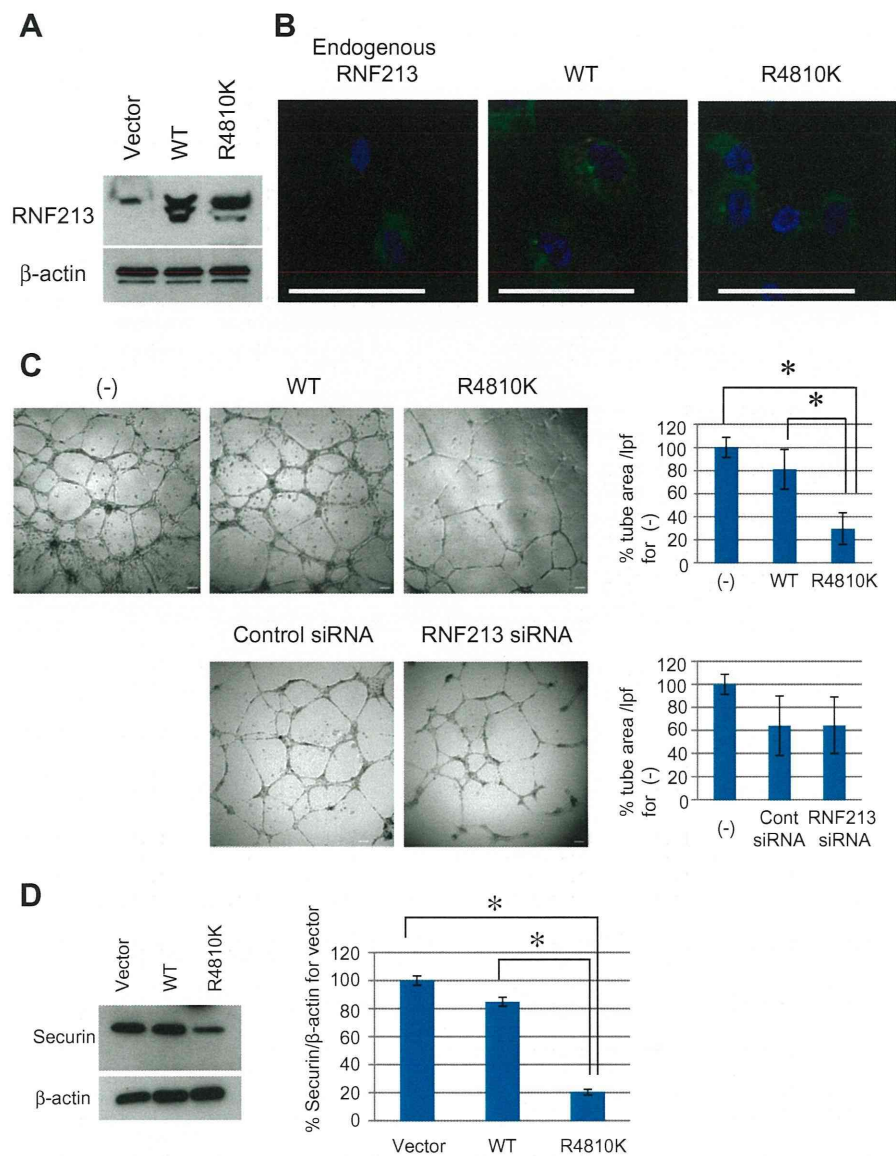 A
Vector
WT
R4810K
RNF213
β-actin
B
Endogenous
RNF213
WT
R4810K
C
(-)
WT
R4810K
% tube area /lpf
for (-)
120
100
80
60
40
20
0
(-)
WT
R4810K
*
*
Control siRNA
RNF213 siRNA
% tube area /lpf
for (-)
120
100
80
60
40
20
0
(-)
Cont
siRNA
RNF213
siRNA
D
Vector
WT
R4810K
Securin
β-actin
% Securin/β-actin for vector
120
100
80
60
40
20
0
Vector
WT
R4810K
*
*